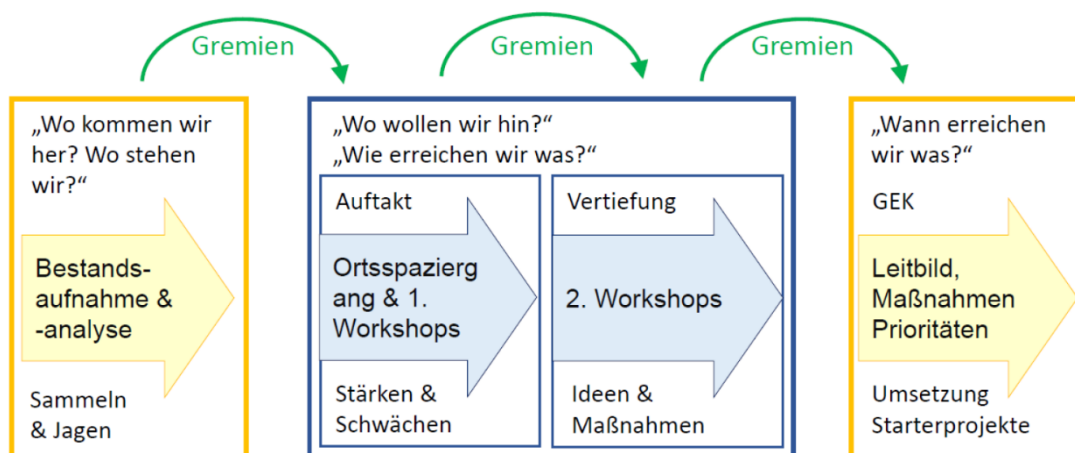 Gremien
Gremien
Gremien
„Wo kommen wir
her? Wo stehen
wir?“
Bestands-
aufnahme &
-analyse
Sammeln
& Jagen
„Wo wollen wir hin?“
„Wie erreichen wir was?“
Auftakt
Ortsspazierg
ang & 1.
Workshops
Stärken &
Schwächen
Vertiefung
2. Workshops
Ideen &
Maßnahmen
„Wann erreichen
wir was?“
GEK
Leitbild,
Maßnahmen
Prioritäten
Umsetzung
Starterprojekte